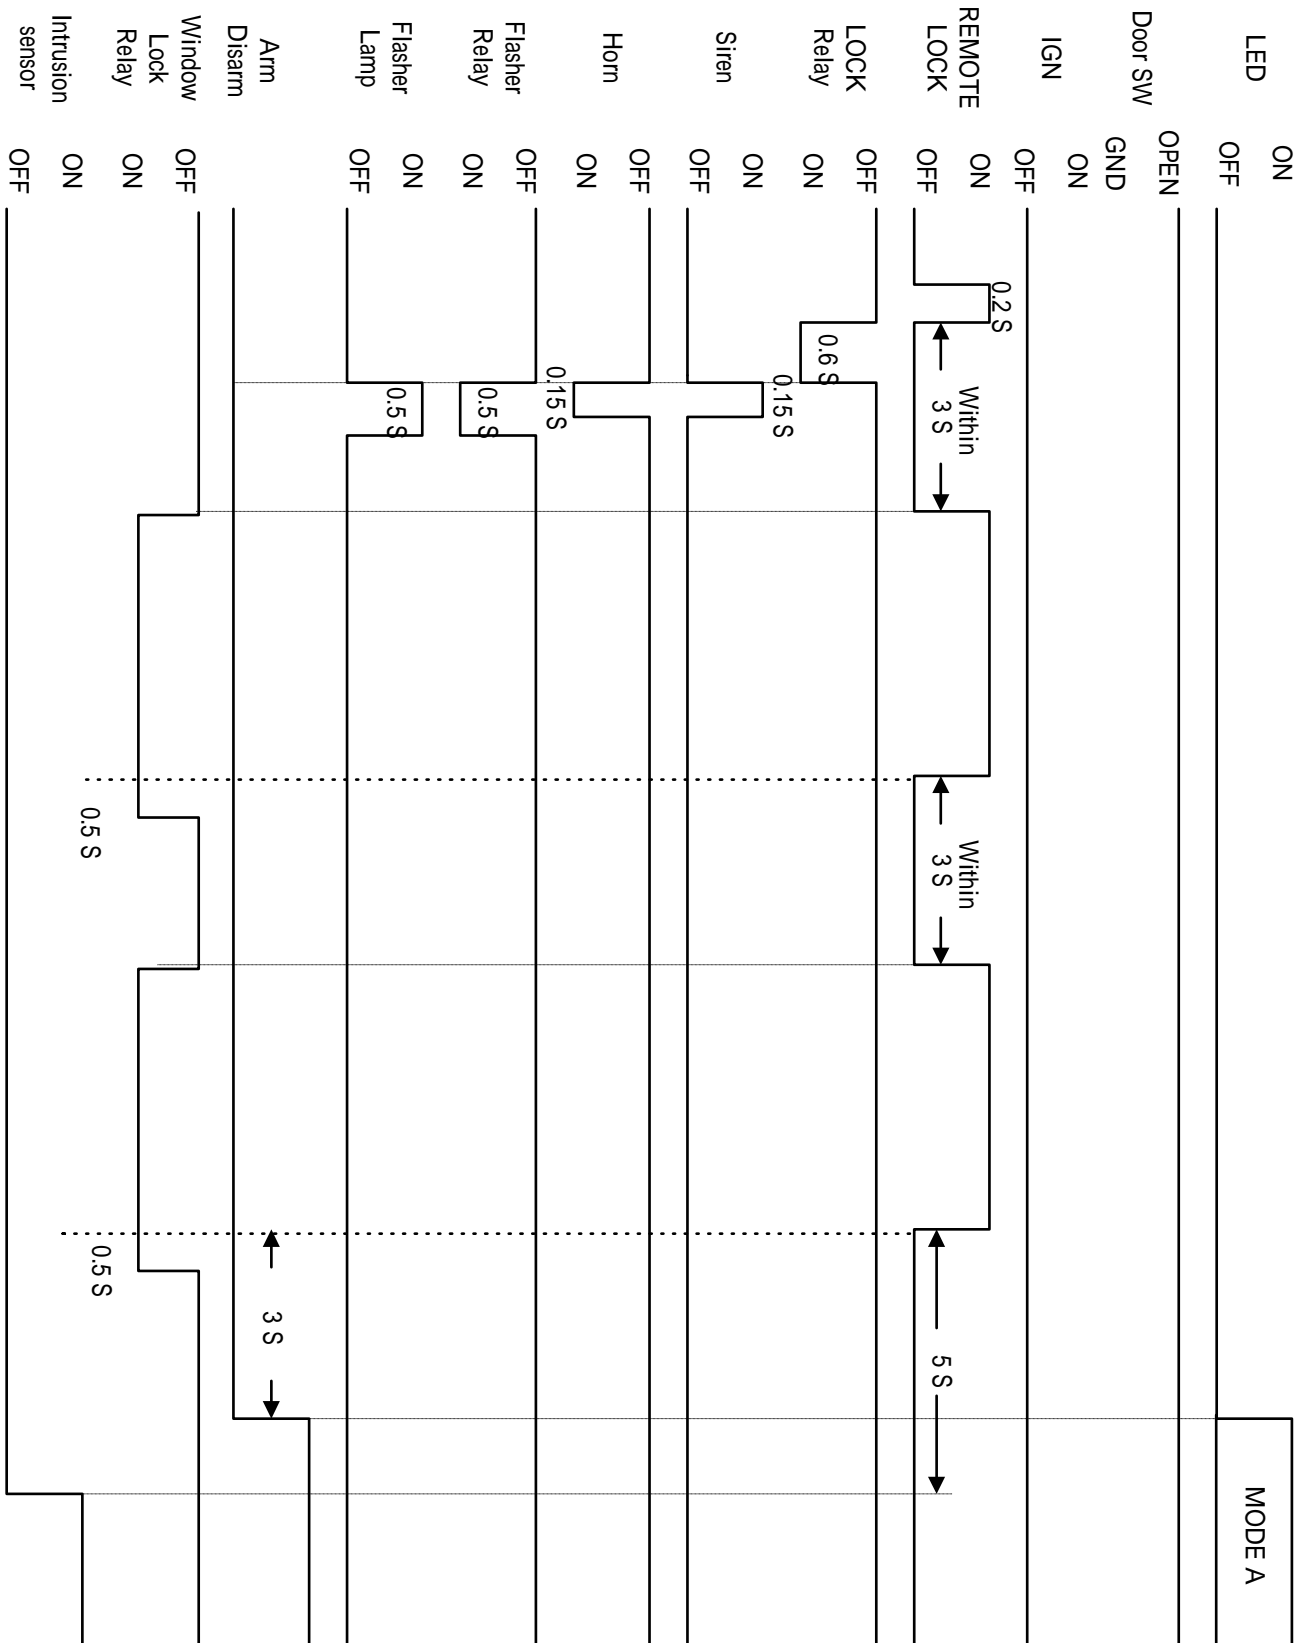 LED
ON
OFF
MODE A
Door SW
OPEN
GND
IGN
ON
OFF
REMOTE
LOCK
ON
OFF
0.2 S
Within
3 S
Within
3 S
5 S
LOCK
Relay
OFF
ON
0.6 S
Siren
ON
OFF
0.15 S
Horn
OFF
ON
0.15 S
Flasher
Relay
OFF
ON
0.5 S
Flasher
Lamp
ON
OFF
0.5 S
Arm
Disarm
3 S
Window
Lock
Relay
OFF
ON
0.5 S
0.5 S
Intrusion
sensor
ON
OFF